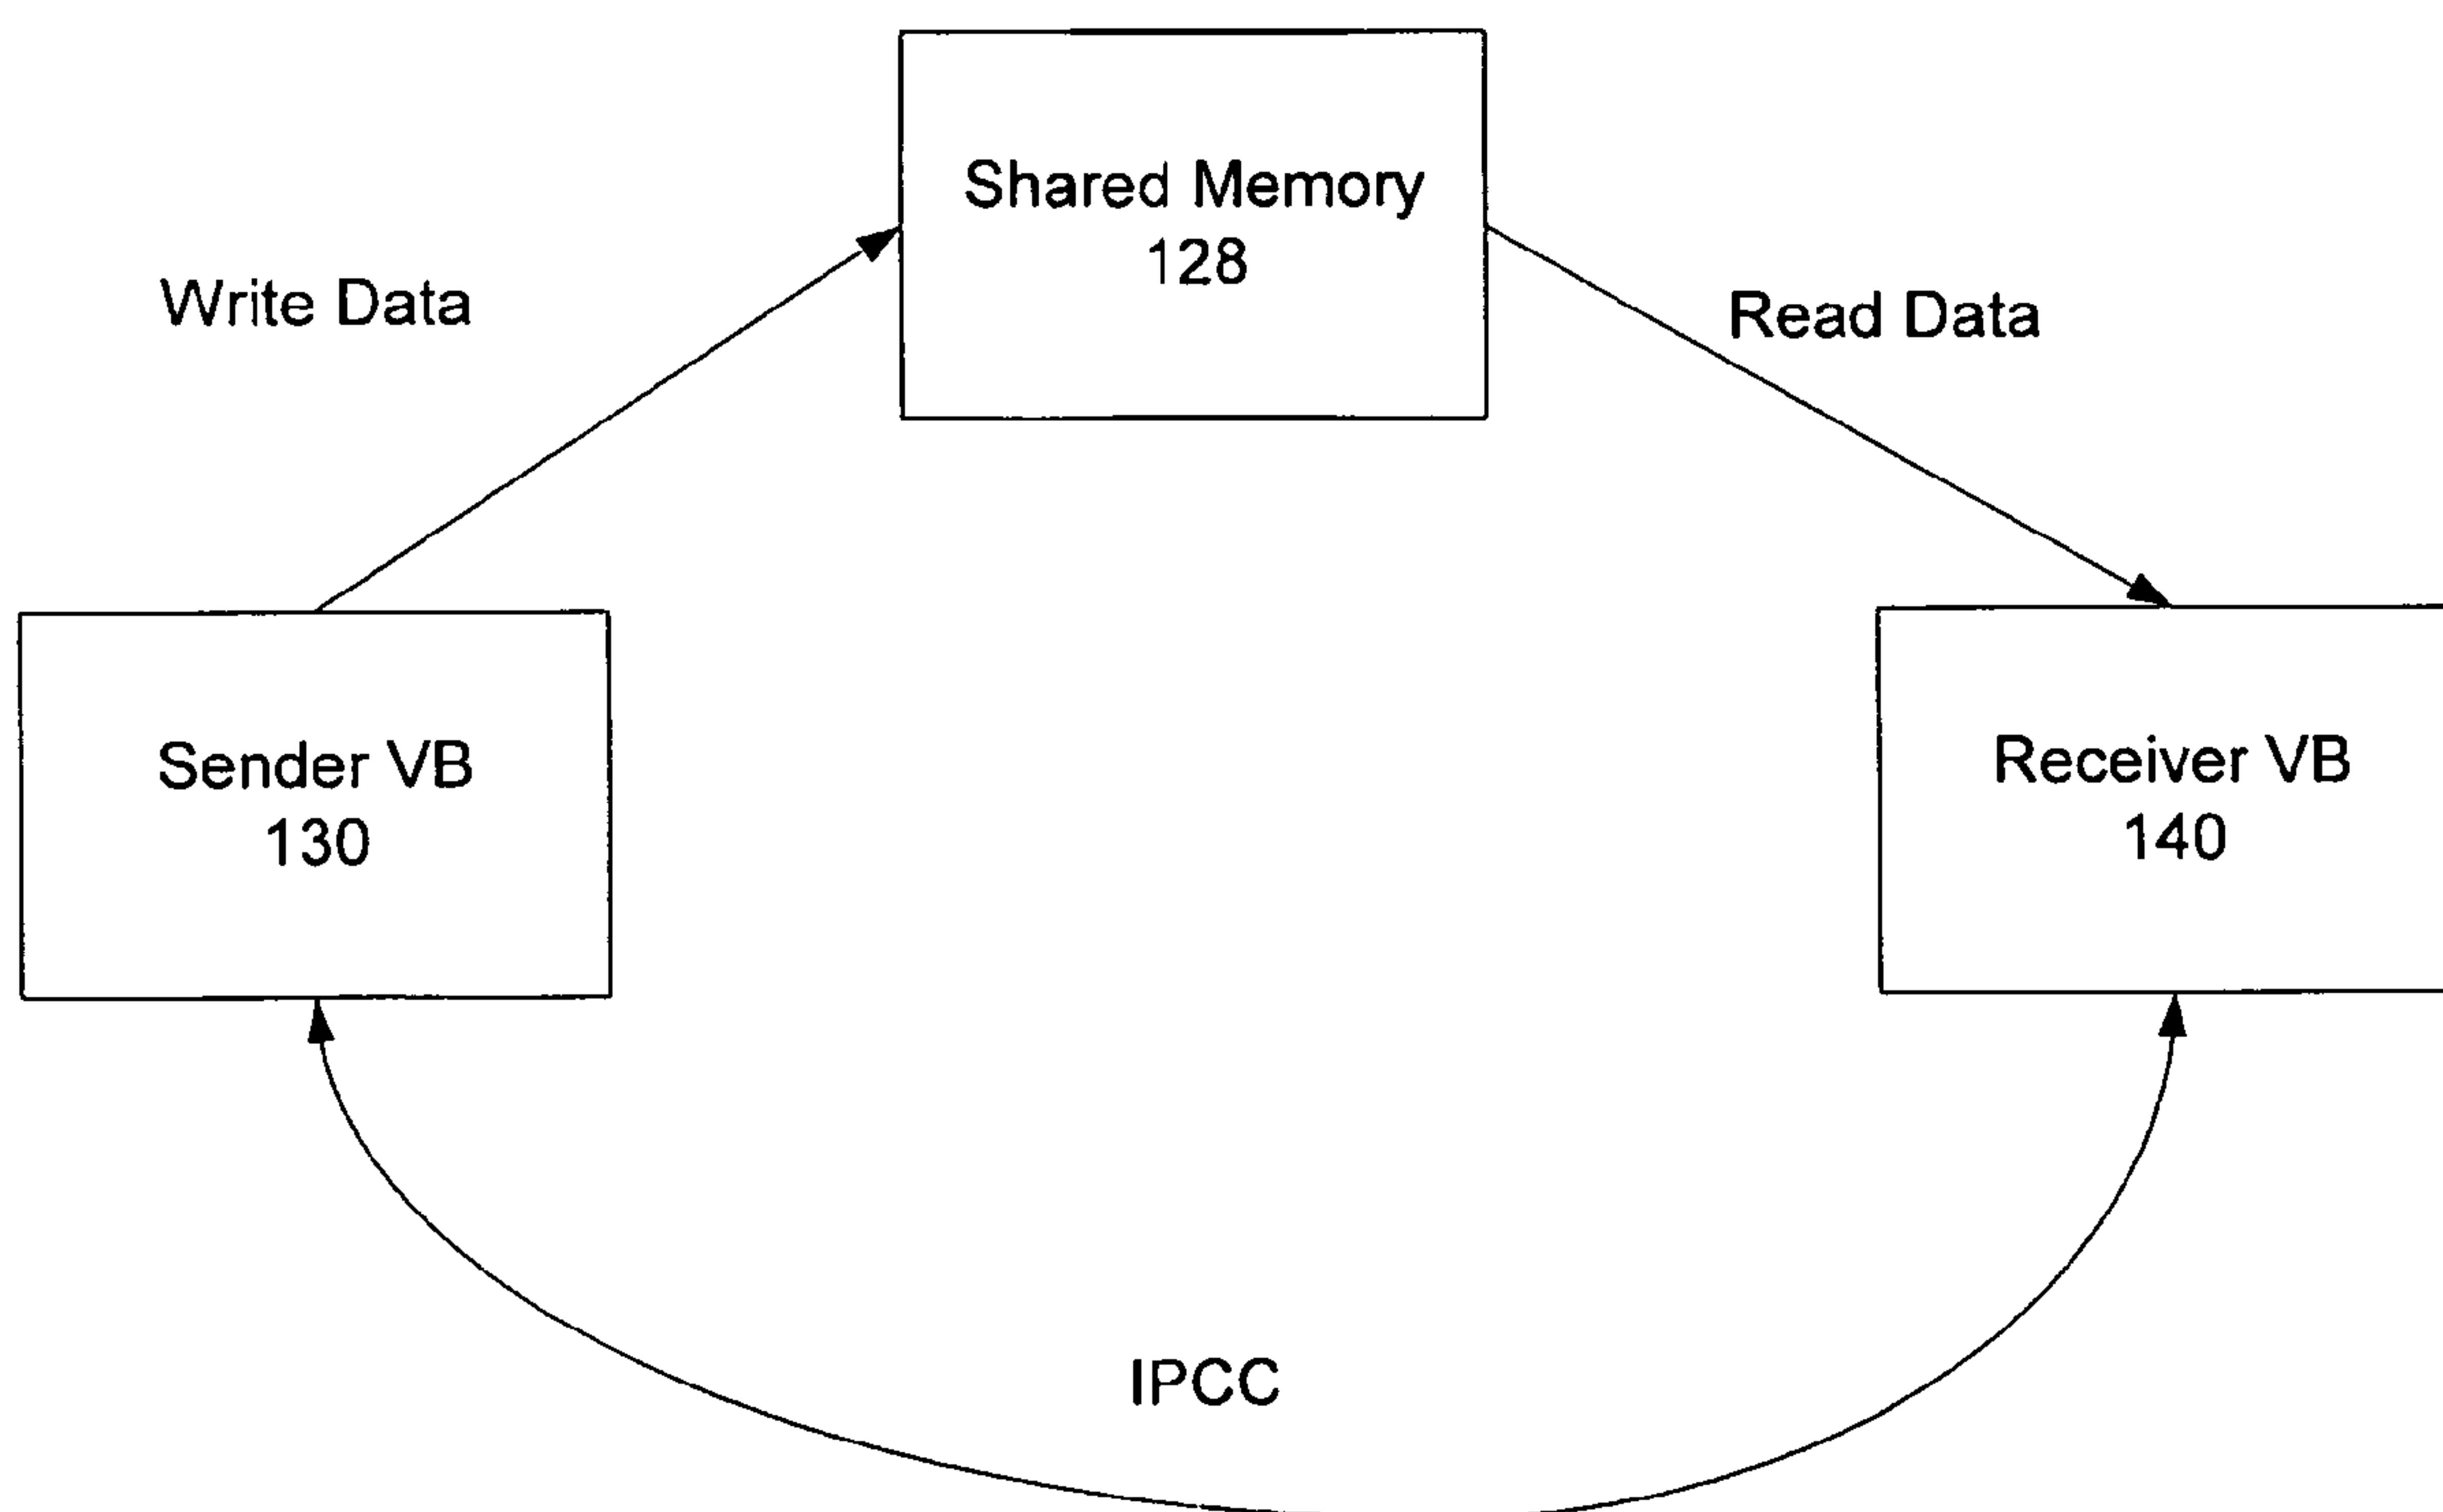 Shared Memory
128
Write Data
Read Data
Sender VB
130
Receiver VB
140
IPCC